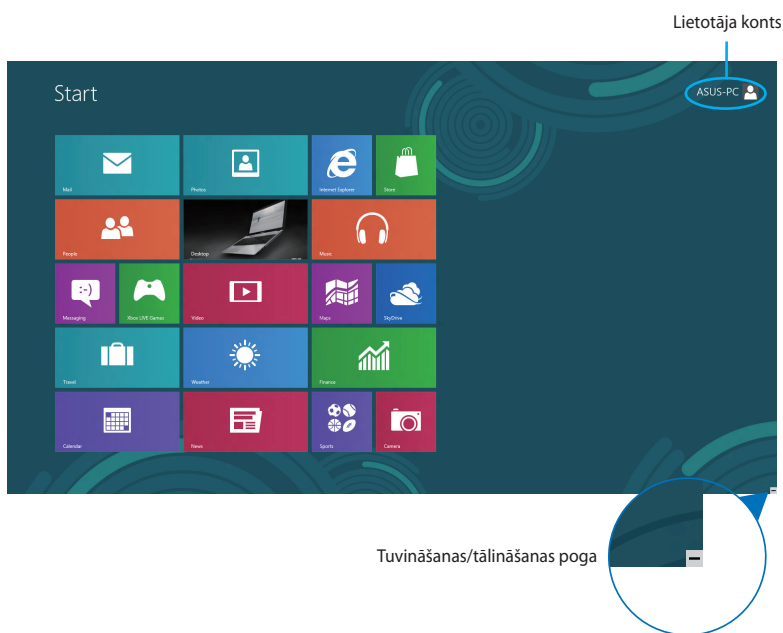 Lietotāja konts
Start
ASUS-PC
Mail
Photos
Internet Explorer
Store
People
Desktop
Music
Messaging
Xbox LIVE Games
Video
Maps
SkyDrive
Travel
Weather
Finance
Calendar
News
Sports
Camera
Tuvināšanas/tālināšanas poga